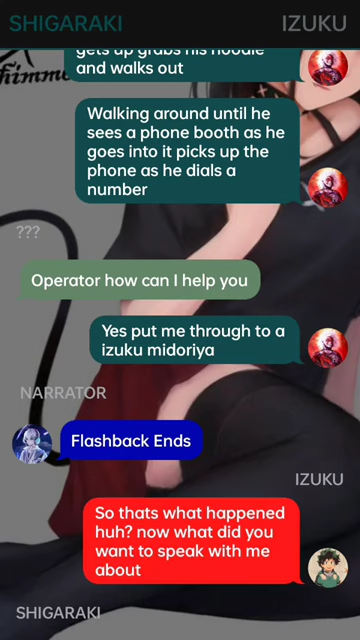 SHIGARAKI
IZUKU
gets up grabs his hoodie
and walks out
Walking around until he
sees a phone booth as he
goes into it picks up the
phone as he dials a
number
???
Operator how can I help you
Yes put me through to a
izuku midoriya
NARRATOR
Flashback Ends
IZUKU
So thats what happened
huh? now what did you
want to speak with me
about
SHIGARAKI